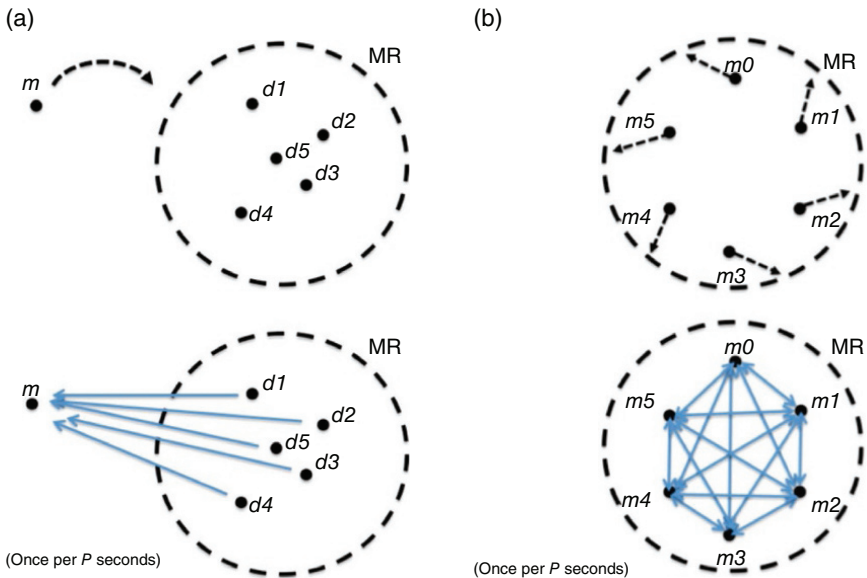 (a)
MR
m
d1
d2
d5
d3
d4
MR
m
d1
d2
d5
d3
d4
(Once per P seconds)
(b)
m0
MR
m1
m5
m4
m2
m3
m0
MR
m1
m5
m4
m2
m3
(Once per P seconds)